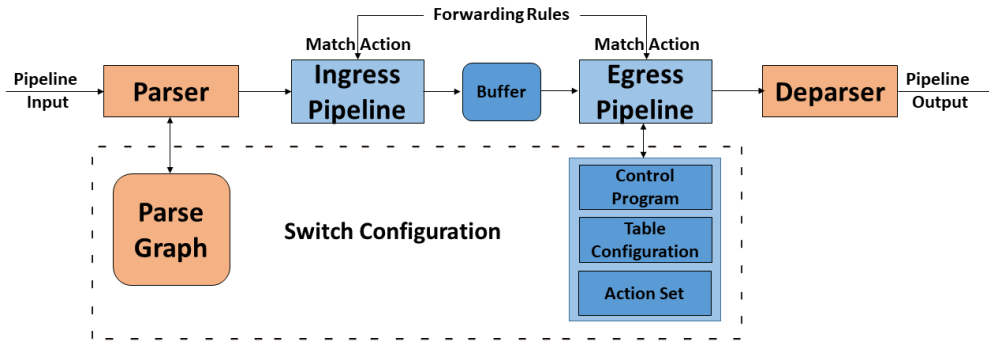 Forwarding Rules
Match Action
Match Action
Pipeline
Input
Parser
Ingress
Pipeline
Buffer
Egress
Pipeline
Deparser
Pipeline
Output
Parse
Graph
Switch Configuration
Control
Program
Table
Configuration
Action Set